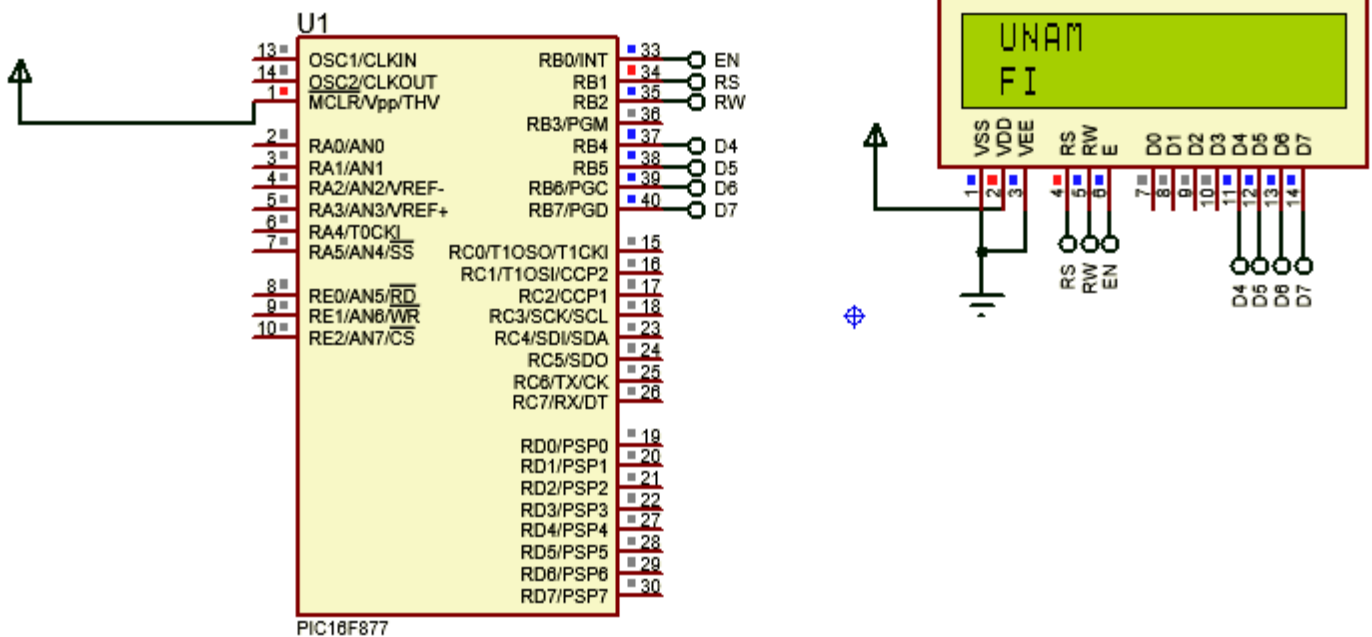 U1
13 OSC1/CLKIN
14 OSC2/CLKOUT
1 MCLR/Vpp/THV
2 RA0/AN0
3 RA1/AN1
4 RA2/AN2/VREF-
5 RA3/AN3/VREF+
6 RA4/T0CKI
7 RA5/AN4/SS
8 RE0/AN5/RD
9 RE1/AN6/WR
10 RE2/AN7/CS
RB0/INT 33 EN
RB1 34 RS
RB2 35 RW
RB3/PGM 36
RB4 37 D4
RB5 38 D5
RB6/PGC 39 D6
RB7/PGD 40 D7
RC0/T1OSO/T1CKI 15
RC1/T1OSI/CCP2 16
RC2/CCP1 17
RC3/SCK/SCL 18
RC4/SDI/SDA 23
RC5/SDO 24
RC6/TX/CK 25
RC7/RX/DT 26
RD0/PSP0 19
RD1/PSP1 20
RD2/PSP2 21
RD3/PSP3 22
RD4/PSP4 27
RD5/PSP5 28
RD6/PSP6 29
RD7/PSP7 30
PIC16F877
UNAM
FI
VSS VDD VEE RS RW E D0 D1 D2 D3 D4 D5 D6 D7
1 2 3 4 5 6 7 8 9 10 11 12 13 14
RS RW EN D4 D5 D6 D7